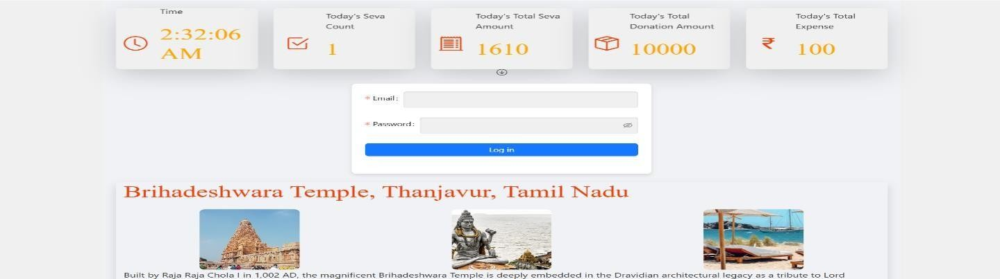 Time
2:32:06
AM
Today's Seva
Count
1
Today's Total Seva
Amount
1610
Today's Total
Donation Amount
10000
Today's Total
Expense
₹
100
* Email:
* Password:
Log in
Brihadeshwara Temple, Thanjavur, Tamil Nadu
Built by Raja Raja Chola I in 1,002 AD, the magnificent Brihadeshwara Temple is deeply embedded in the Dravidian architectural legacy as a tribute to Lord